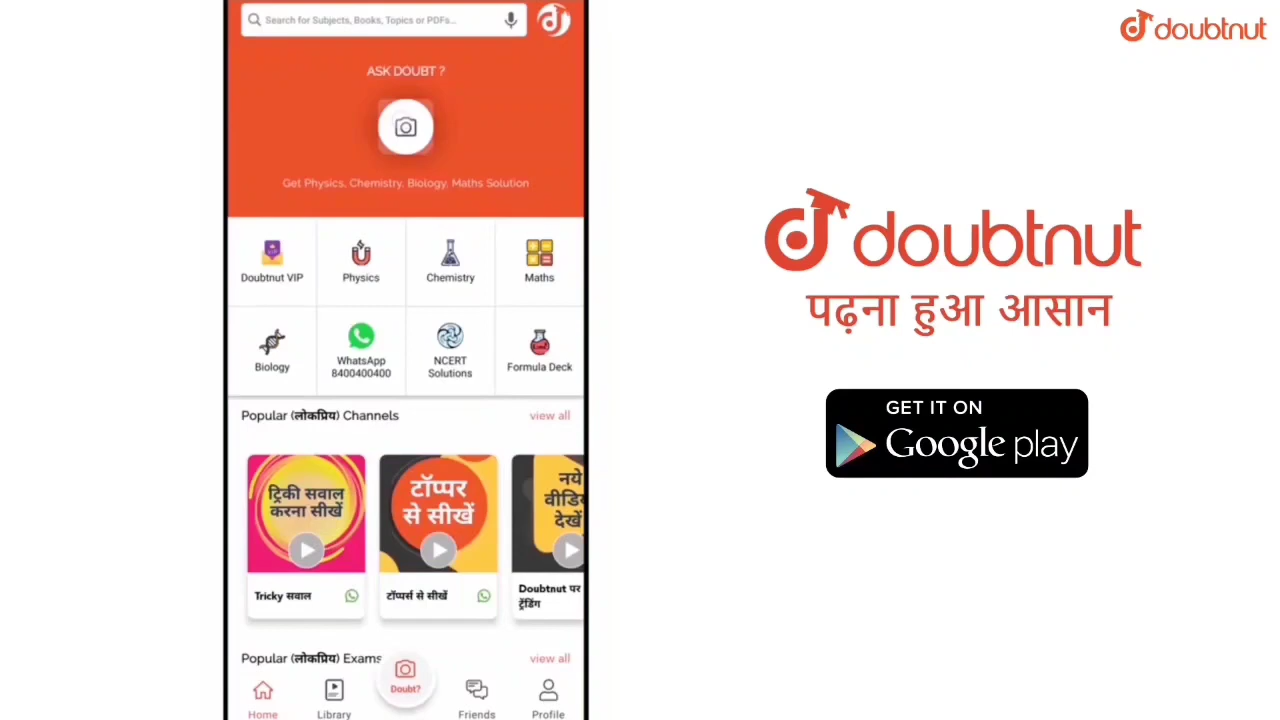 Search for Subjects, Books, Topics or PDFs...
doubtnut
ASK DOUBT ?
Get Physics, Chemistry, Biology, Maths Solution
VIP
Doubtnut VIP
Physics
Chemistry
Maths
Biology
WhatsApp
8400400400
NCERT
Solutions
Formula Deck
Popular (लोकप्रिय) Channels
view all
ट्रिकी सवाल
करना सीखें
टॉप्पर
से सीखें
नये
वीडि
देखें
Tricky सवाल
टॉप्पर्स से सीखें
Doubtnut पर
ट्रेंडिंग
Popular (लोकप्रिय) Exams
view all
Doubt?
Home
Library
Friends
Profile
doubtnut
पढ़ना हुआ आसान
GET IT ON
Google play